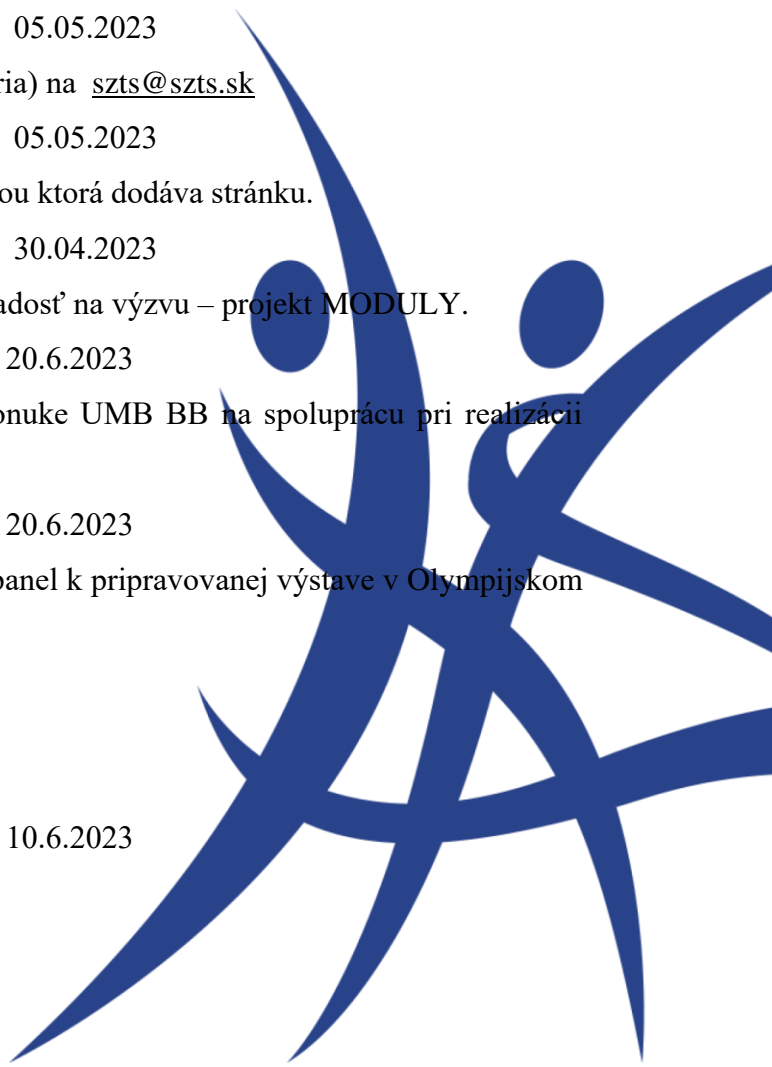 05.05.2023
ria) na szts@szts.sk
05.05.2023
ou ktorá dodáva stránku.
30.04.2023
adosť na výzvu – projekt MODULY.
20.6.2023
onuke UMB BB na spoluprácu pri realizácii
20.6.2023
panel k pripravovanej výstave v Olympijskom
10.6.2023